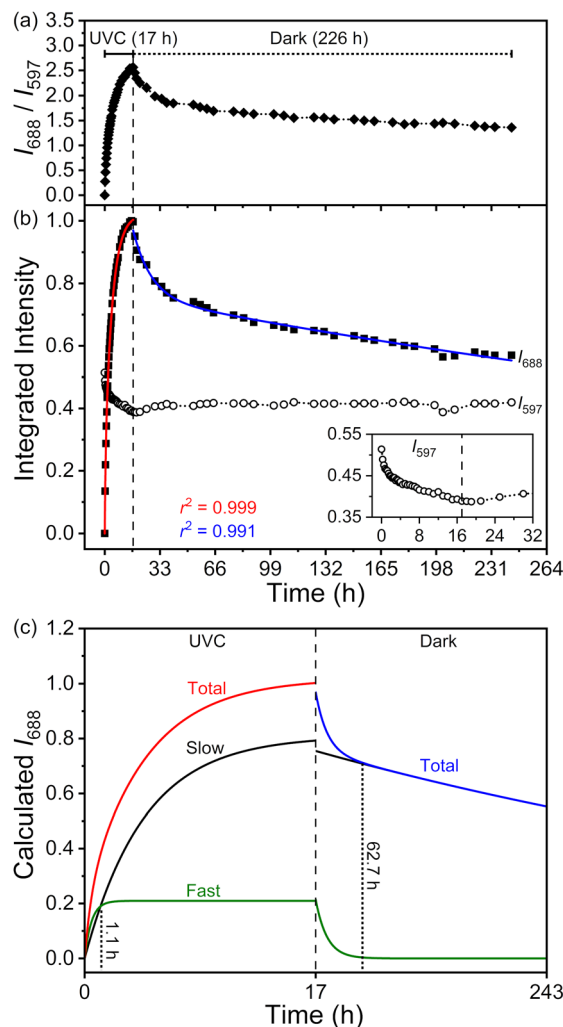 (a)
UVC (17 h) Dark (226 h)
3.5
3.0
2.5
2.0
1.5
1.0
0.5
0.0
I688 / I597
(b)
1.0
0.8
0.6
0.4
0.2
0.0
Integrated Intensity
I688
I597
I597
0.55
0.45
0.35
0 8 16 24 32
r² = 0.999
r² = 0.991
0 33 66 99 132 165 198 231 264
Time (h)
(c)
1.2
1.0
0.8
0.6
0.4
0.2
0.0
Calculated I688
UVC Dark
Total
Slow
Total
Fast
1.1 h
62.7 h
0 17 243
Time (h)